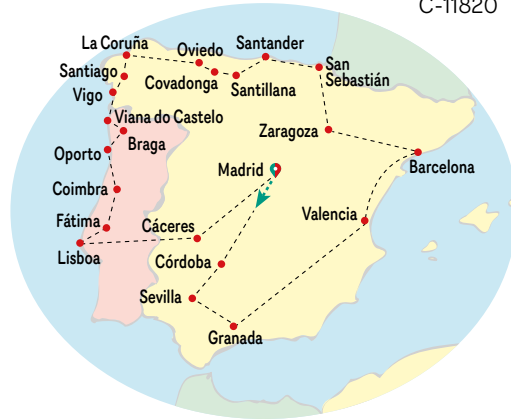 C-11820
La Coruña
Oviedo
Santander
Santiago
Covadonga
Santillana
San
Sebastián
Vigo
Viana do Castelo
Braga
Zaragoza
Oporto
Madrid
Barcelona
Coimbra
Valencia
Fátima
Cáceres
Lisboa
Córdoba
Sevilla
Granada